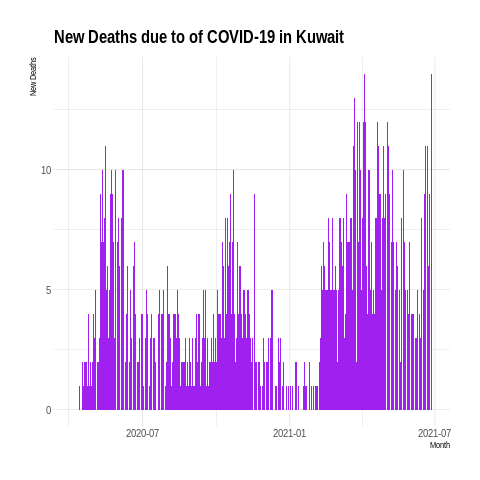 New Deaths due to of COVID-19 in Kuwait
New Deaths
10
5
0
2020-07
2021-01
2021-07
Month